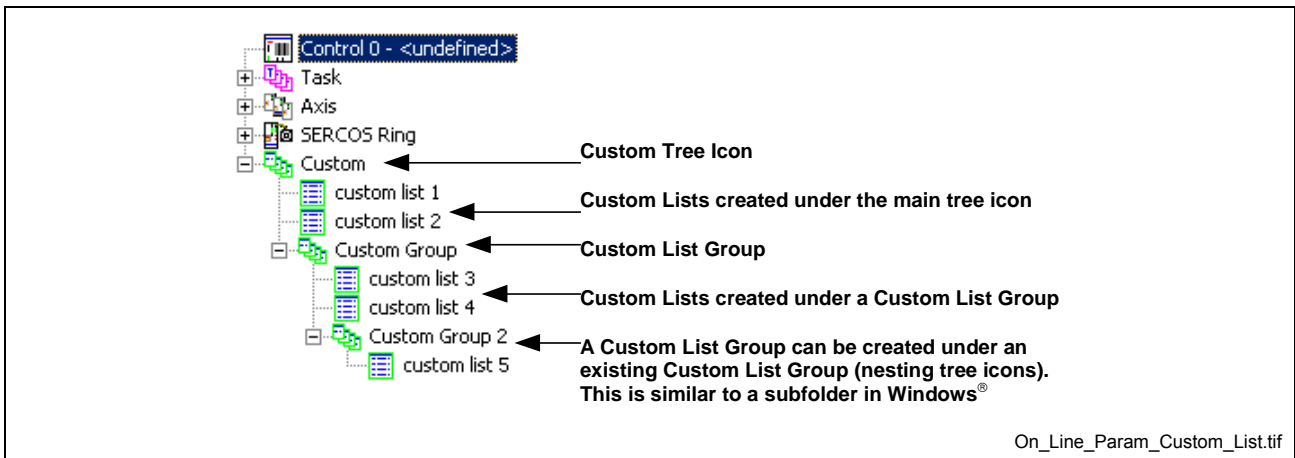 Control 0 - <undefined>
Task
Axis
SERCOS Ring
Custom
Custom Tree Icon
custom list 1
custom list 2
Custom Lists created under the main tree icon
Custom Group
Custom List Group
custom list 3
custom list 4
Custom Lists created under a Custom List Group
Custom Group 2
custom list 5
A Custom List Group can be created under an
existing Custom List Group (nesting tree icons).
This is similar to a subfolder in Windows®
On_Line_Param_Custom_List.tif